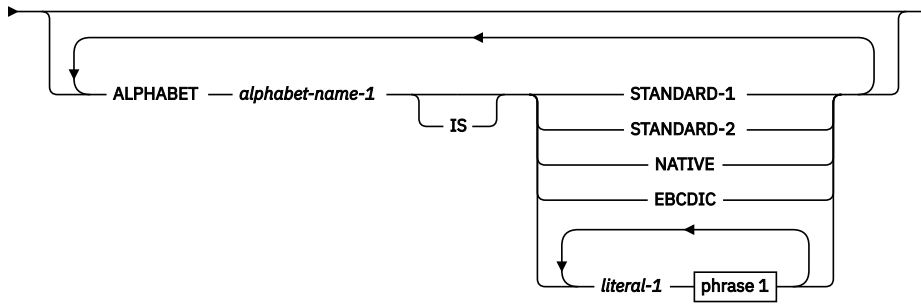 ALPHABET alphabet-name-1 STANDARD-1
IS STANDARD-2
NATIVE
EBCDIC
literal-1 phrase 1